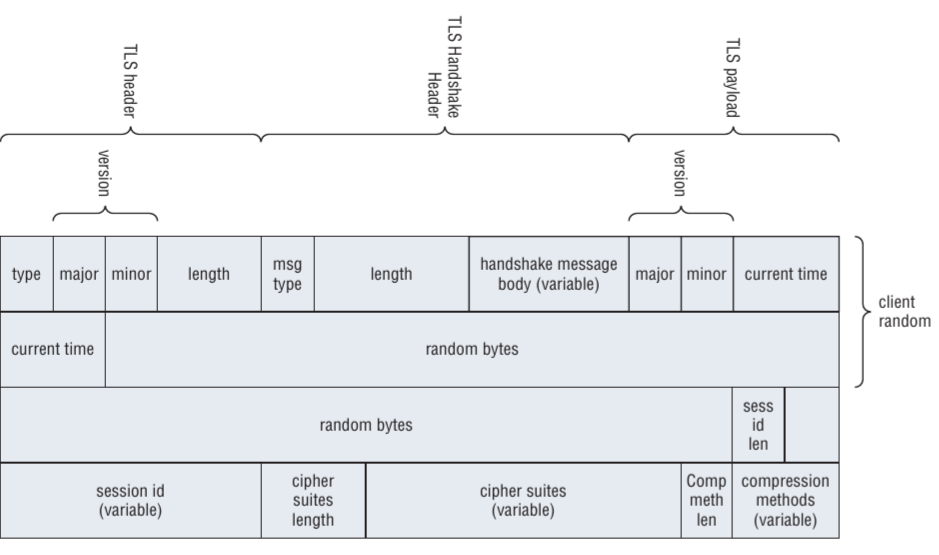 TLS header
TLS Handshake
Header
TLS payload
version
version
type
major
minor
length
msg
type
length
handshake message
body (variable)
major
minor
current time
client
random
current time
random bytes
random bytes
sess
id
len
session id
(variable)
cipher
suites
length
cipher suites
(variable)
Comp
meth
len
compression
methods
(variable)